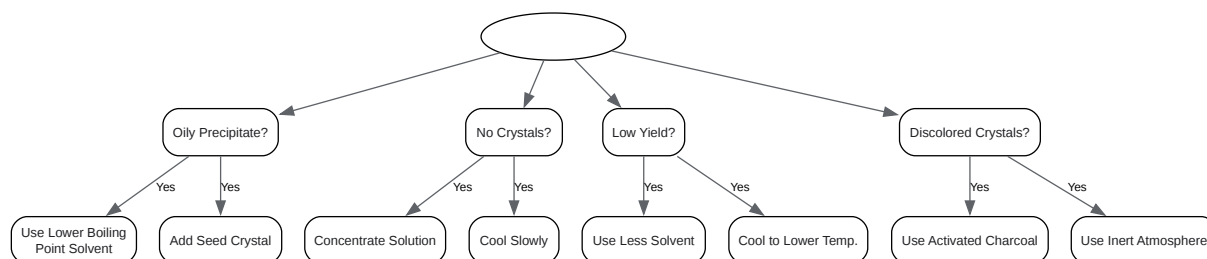 Oily Precipitate?
No Crystals?
Low Yield?
Discolored Crystals?
Yes
Yes
Yes
Yes
Yes
Yes
Yes
Yes
Use Lower Boiling
Point Solvent
Add Seed Crystal
Concentrate Solution
Cool Slowly
Use Less Solvent
Cool to Lower Temp.
Use Activated Charcoal
Use Inert Atmosphere